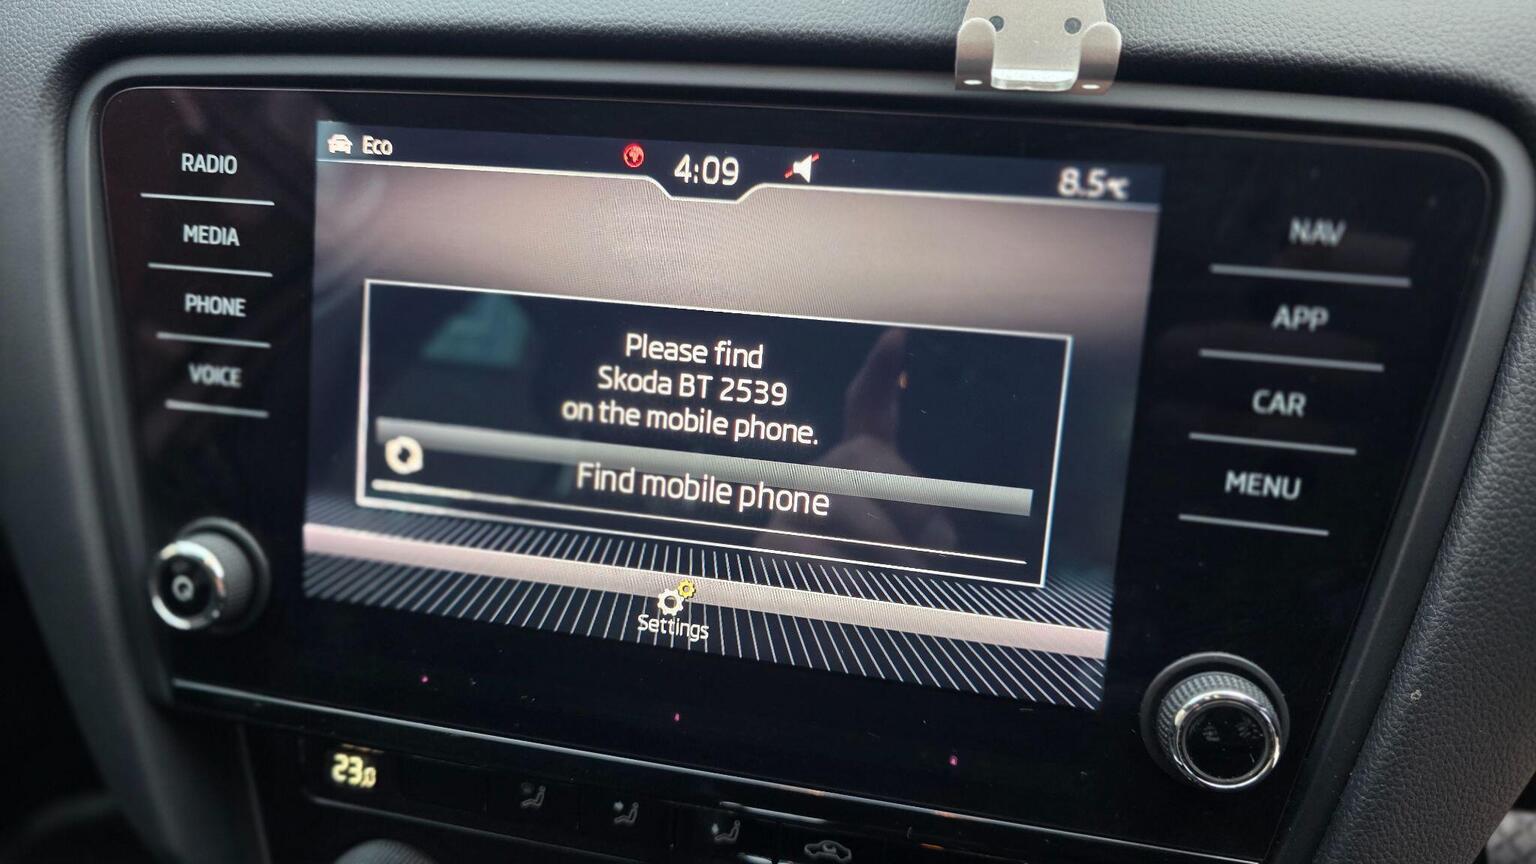 Eco
4:09
8.5°C
RADIO
MEDIA
PHONE
VOICE
NAV
APP
CAR
MENU
Please find
Skoda BT 2539
on the mobile phone.
Find mobile phone
Settings
23.0